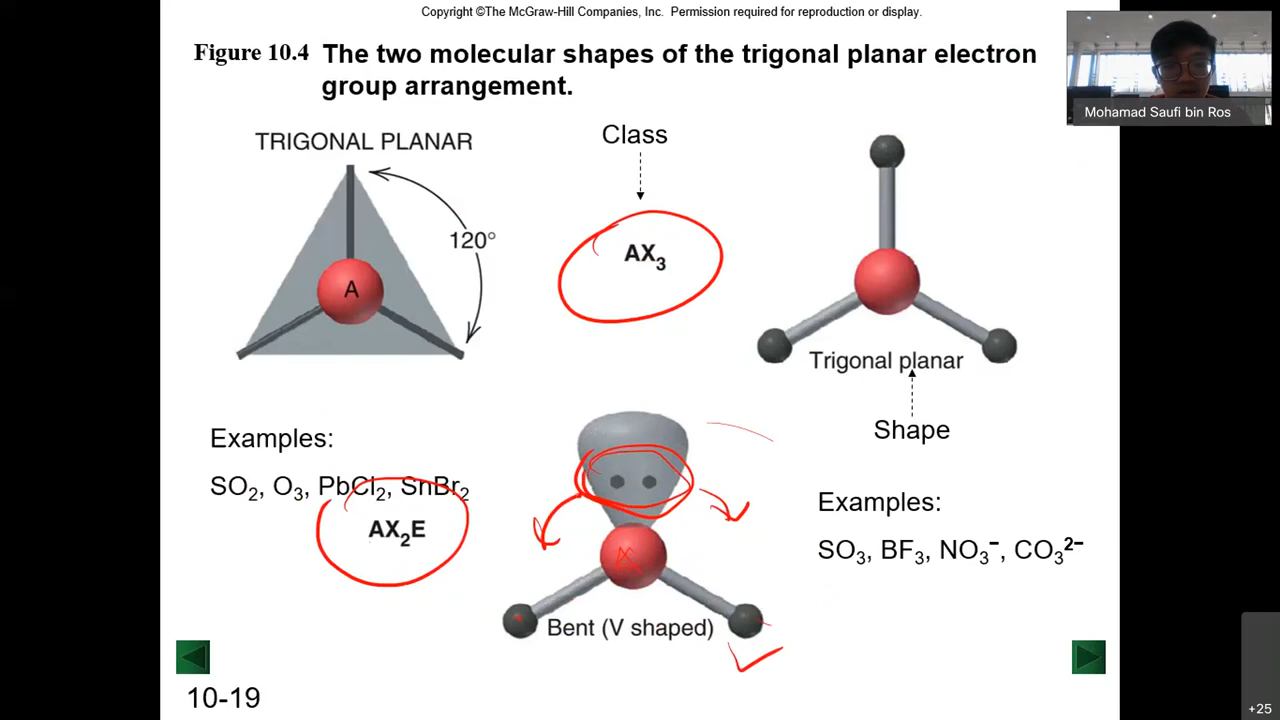 Copyright ©The McGraw-Hill Companies, Inc. Permission required for reproduction or display.
Figure 10.4 The two molecular shapes of the trigonal planar electron
group arrangement.
Mohamad Saufi bin Ros
TRIGONAL PLANAR
Class
120°
AX₃
A
Trigonal planar
Shape
Examples:
SO₂, O₃, PbCl₂, SnBr₂
AX₂E
Examples:
SO₃, BF₃, NO₃⁻, CO₃²⁻
Bent (V shaped)
10-19
+25